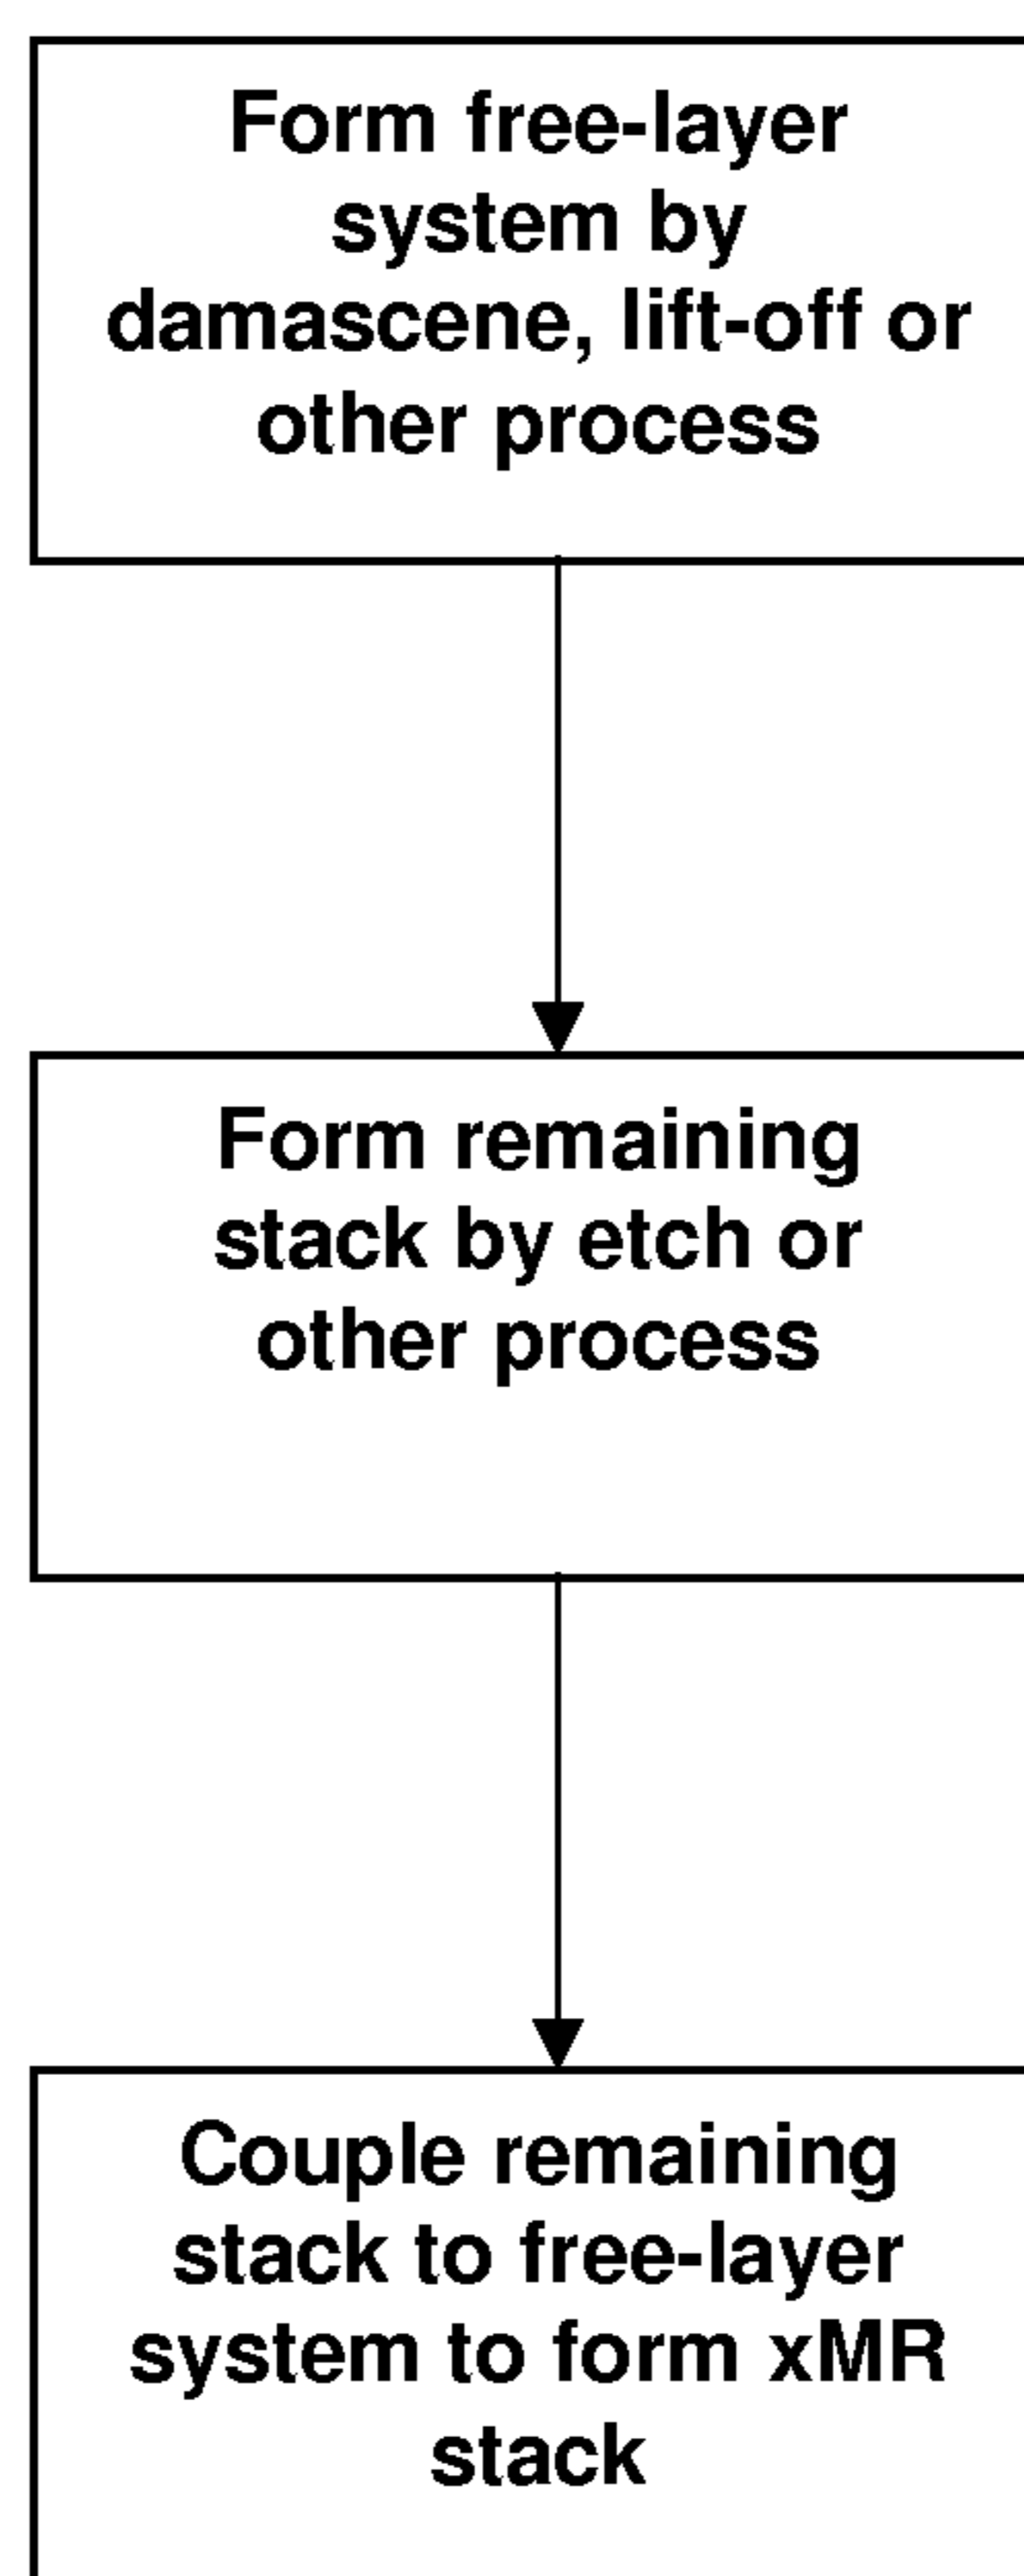 Form free-layer
system by
damascene, lift-off or
other process
Form remaining
stack by etch or
other process
Couple remaining
stack to free-layer
system to form xMR
stack